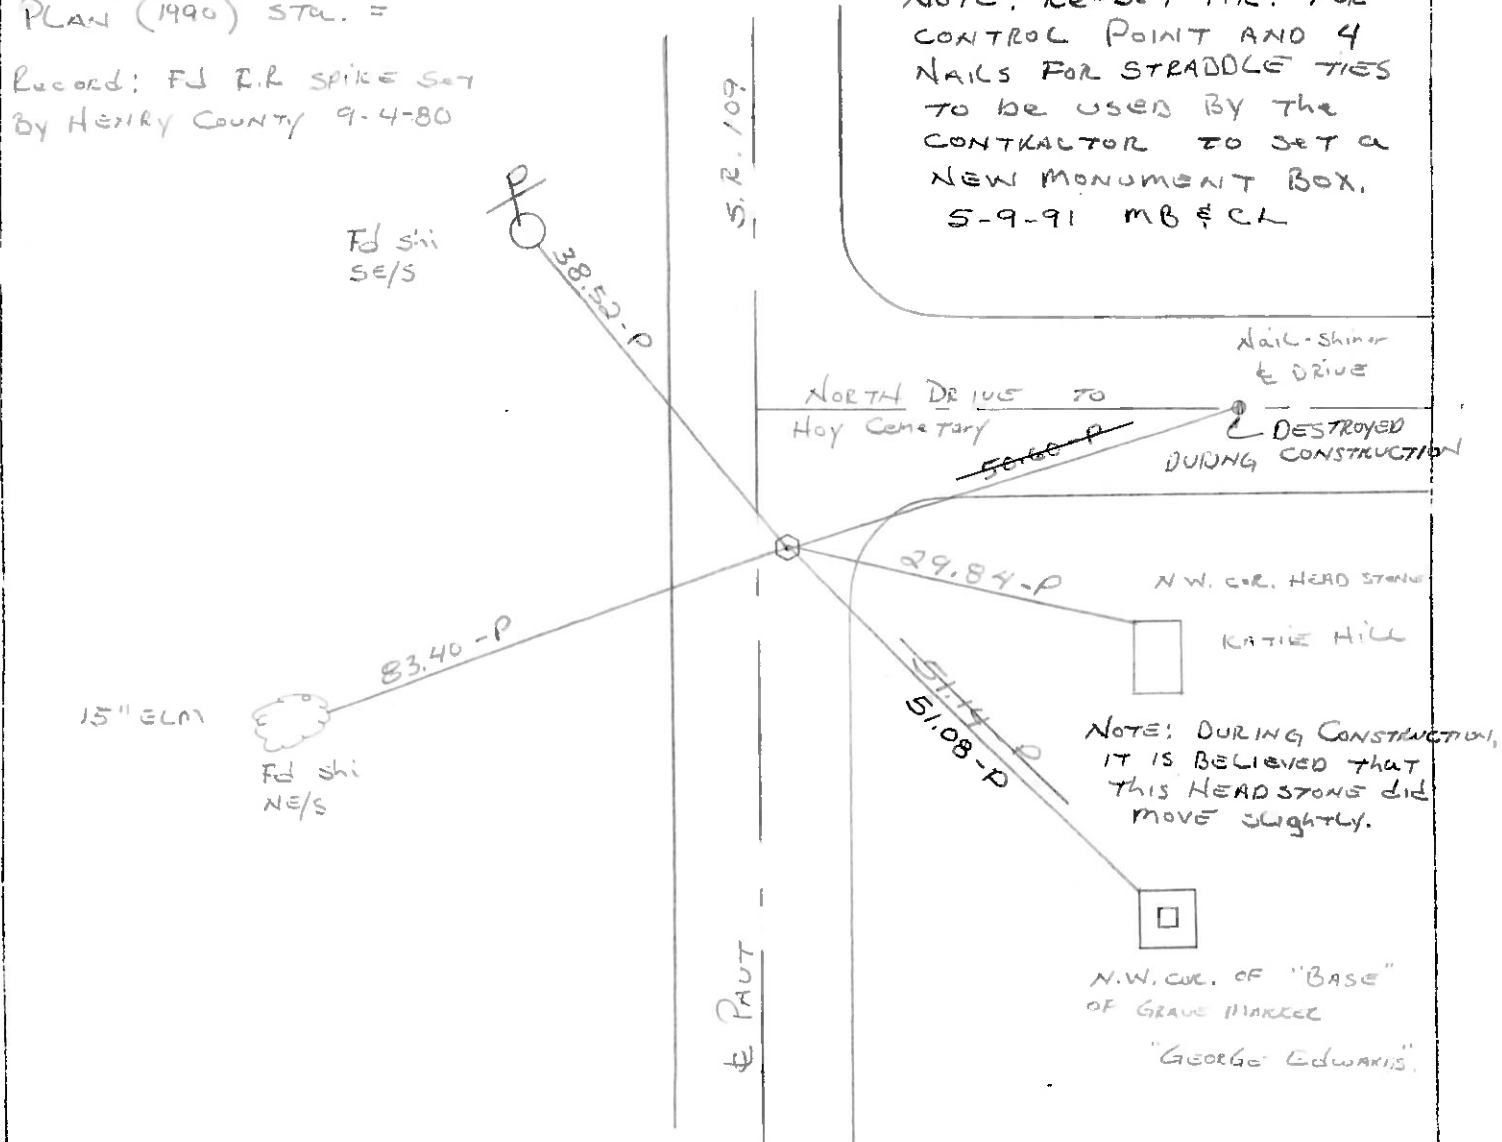 PLAN (1990) Sta. =
Record: Fd R.R SPIKE Set
By HENRY COUNTY 9-4-80
CONTROL POINT AND 4
NAILS FOR STRADDLE TIES
TO be USED BY The
CONTRACTOR TO SET a
NEW MONUMENT BOX.
5-9-91 MB & CL
S.R. 109
P
Fd shi
SE/S
38.52-P
Nail-Shiner
℄ DRIVE
NORTH DRIVE TO
Hoy Cemetary
50.60-P
DESTROYED
DURING CONSTRUCTION
29.84-P
N.W. COR. HEAD STONE
KATIE HILL
83.40-P
15" ELM
Fd shi
NE/S
51.14 P
51.08-P
NOTE: DURING CONSTRUCTION,
IT IS BELIEVED THAT
THIS HEADSTONE did
MOVE slightly.
℄ PAVT
N.W. COR. OF "BASE"
OF GRAVE MARKER
"GEORGE EDWARDS"